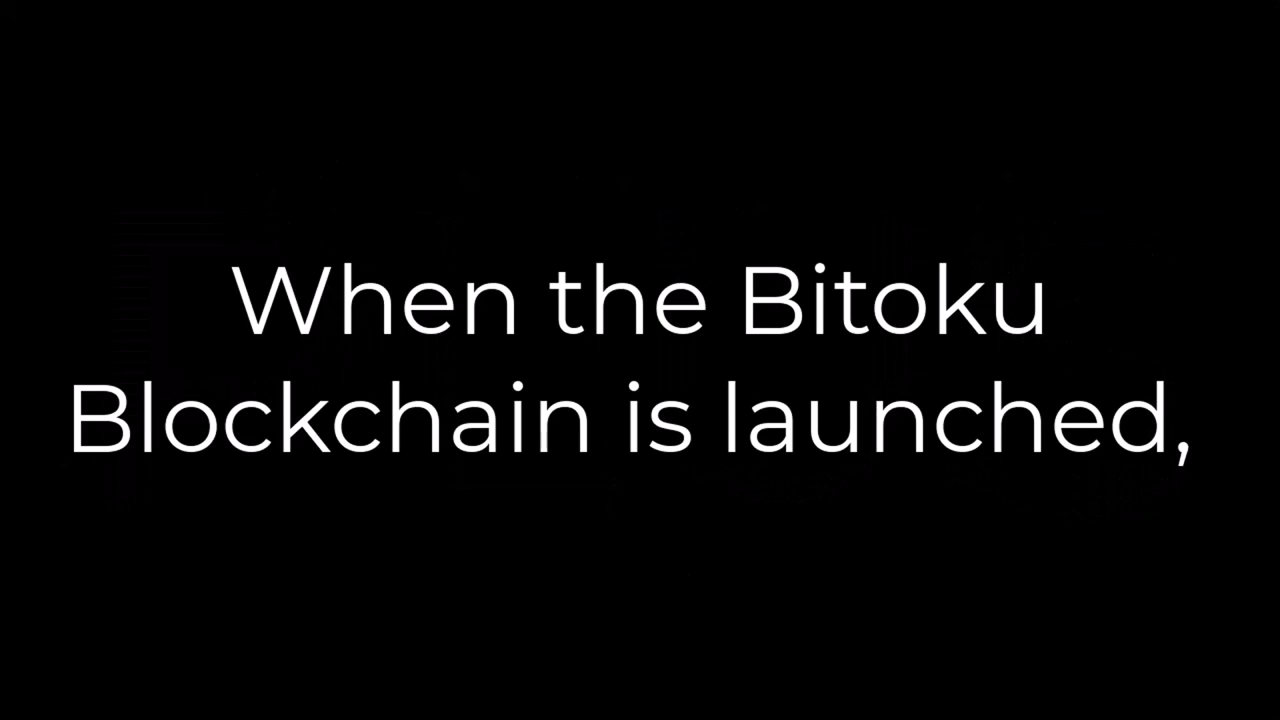 When the Bitoku
Blockchain is launched,